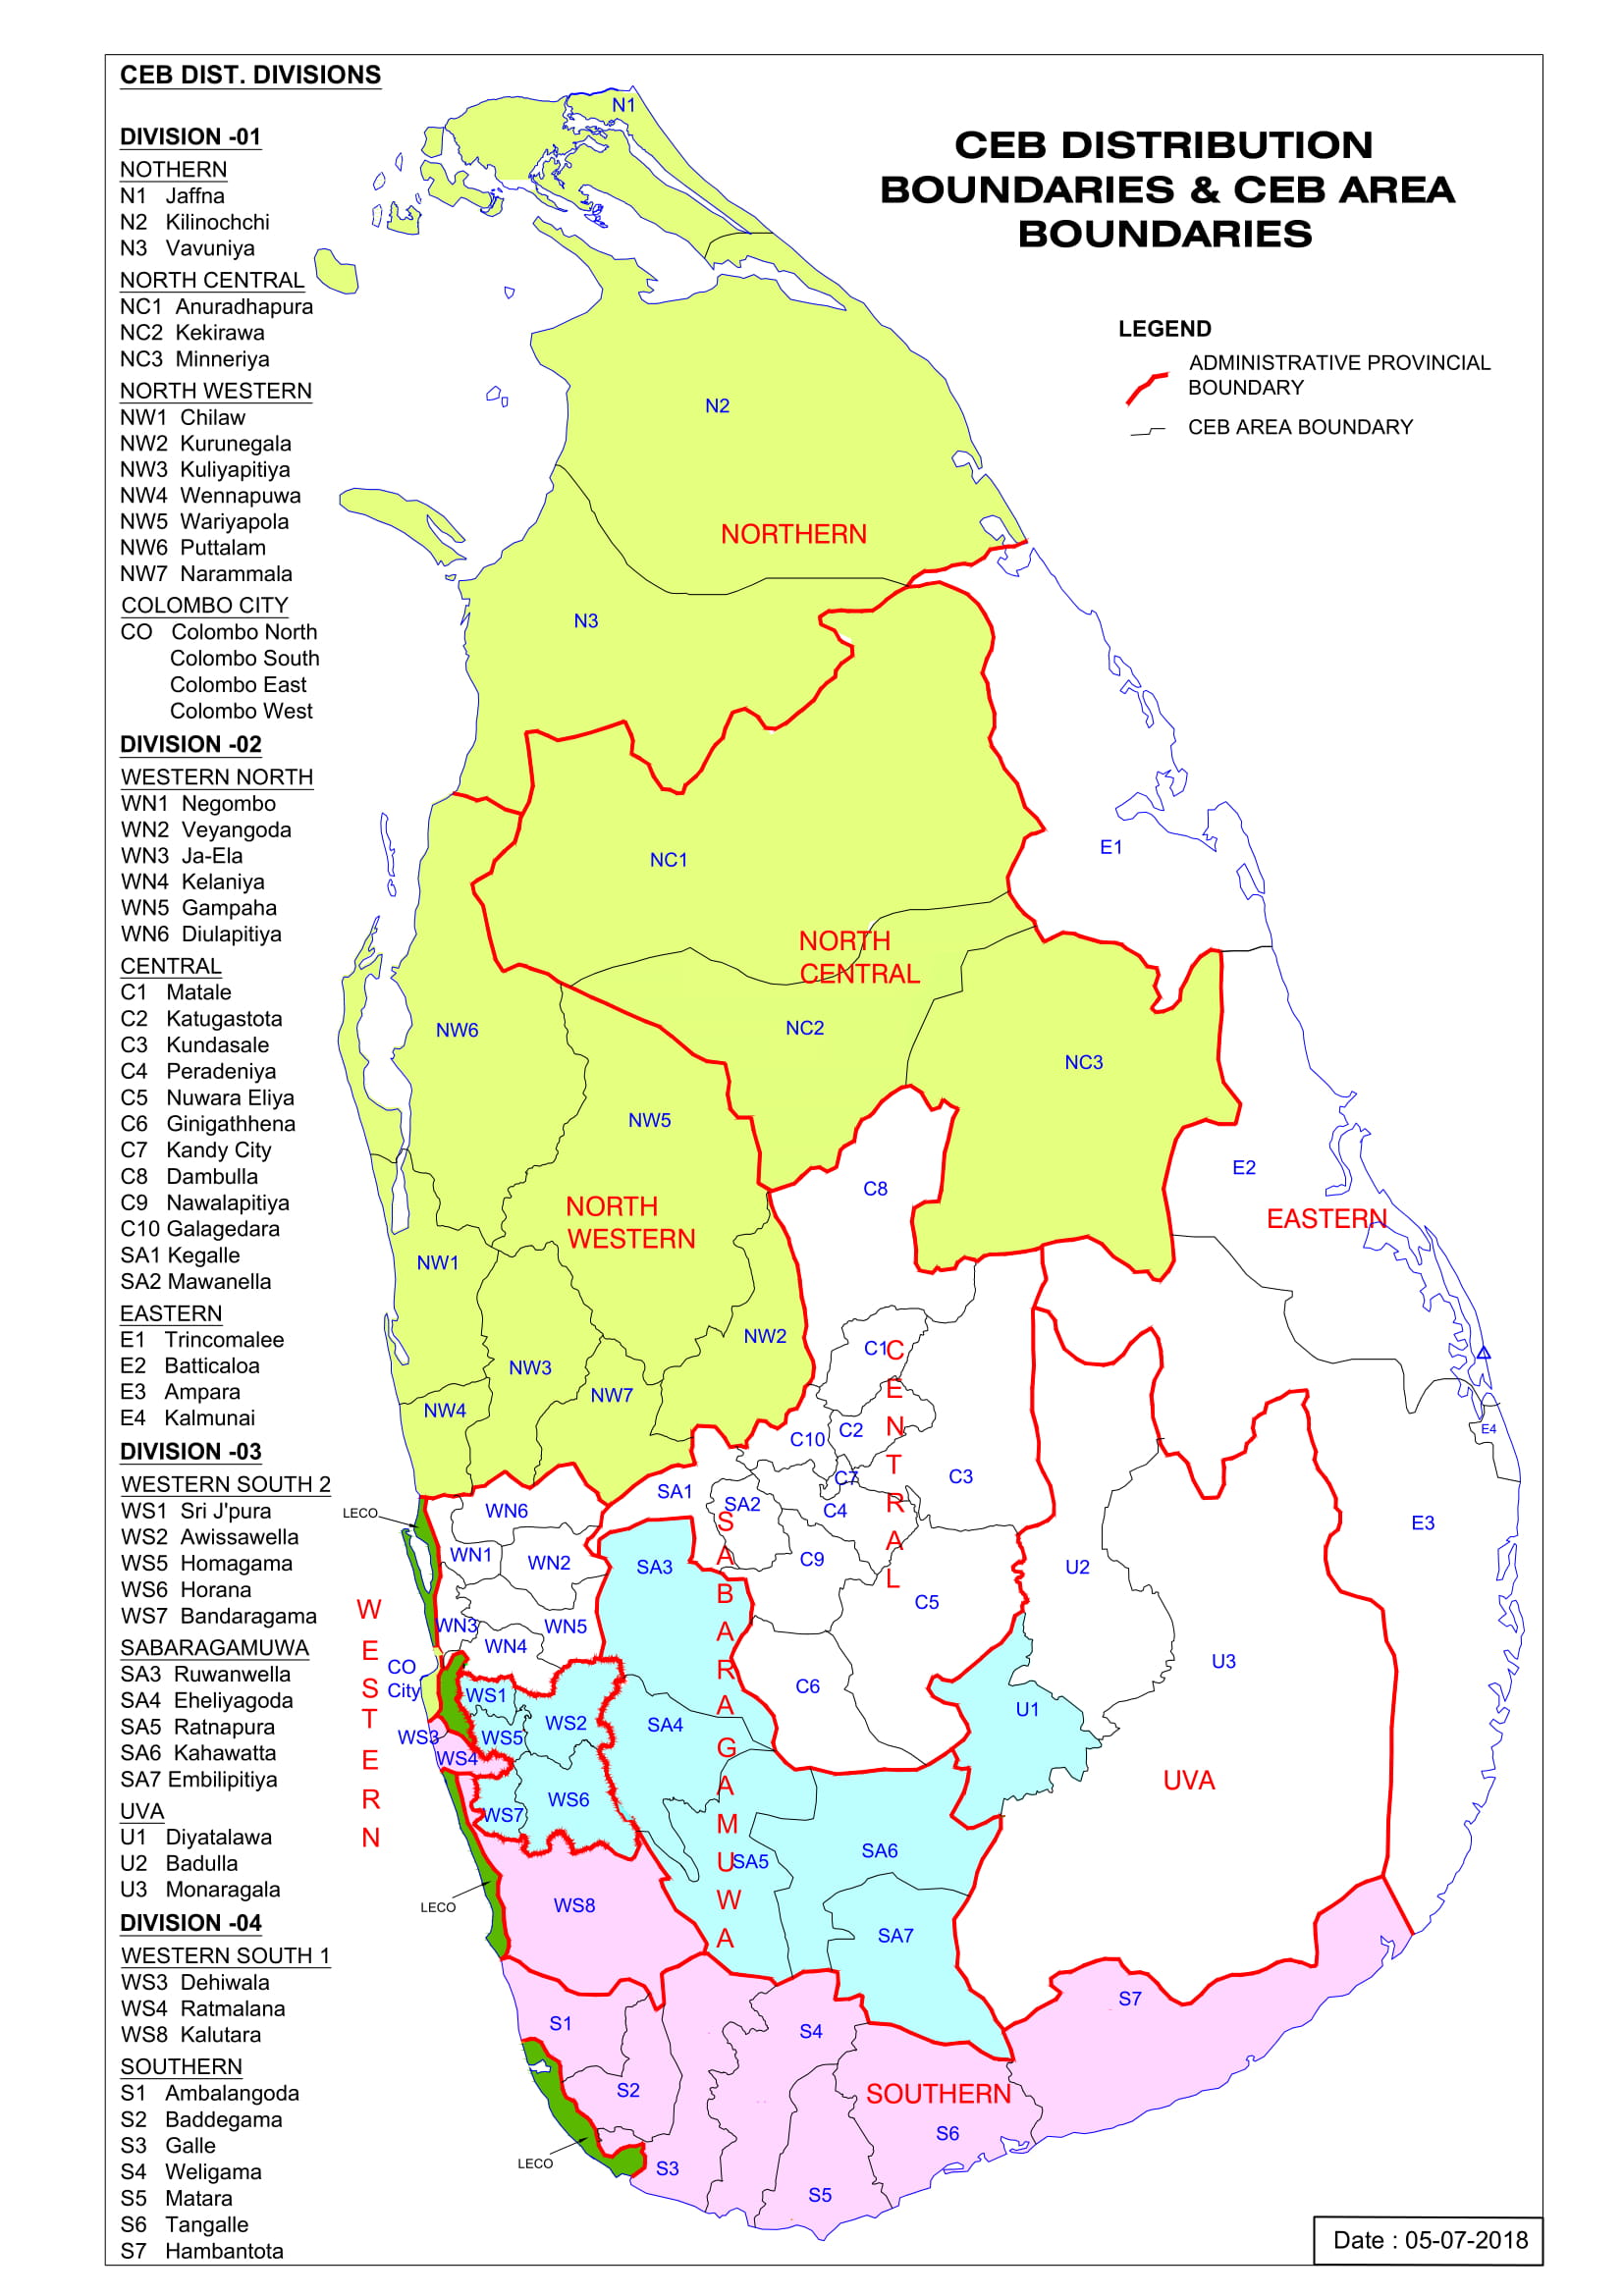 CEB DIST. DIVISIONS
DIVISION -01
NOTHERN
N1 Jaffna
N2 Kilinochchi
N3 Vavuniya
NORTH CENTRAL
NC1 Anuradhapura
NC2 Kekirawa
NC3 Minneriya
NORTH WESTERN
NW1 Chilaw
NW2 Kurunegala
NW3 Kuliyapitiya
NW4 Wennapuwa
NW5 Wariyapola
NW6 Puttalam
NW7 Narammala
COLOMBO CITY
CO Colombo North
Colombo South
Colombo East
Colombo West
DIVISION -02
WESTERN NORTH
WN1 Negombo
WN2 Veyangoda
WN3 Ja-Ela
WN4 Kelaniya
WN5 Gampaha
WN6 Diulapitiya
CENTRAL
C1 Matale
C2 Katugastota
C3 Kundasale
C4 Peradeniya
C5 Nuwara Eliya
C6 Ginigathhena
C7 Kandy City
C8 Dambulla
C9 Nawalapitiya
C10 Galagedara
SA1 Kegalle
SA2 Mawanella
EASTERN
E1 Trincomalee
E2 Batticaloa
E3 Ampara
E4 Kalmunai
DIVISION -03
WESTERN SOUTH 2
WS1 Sri J'pura
WS2 Awissawella
WS5 Homagama
WS6 Horana
WS7 Bandaragama
SABARAGAMUWA
SA3 Ruwanwella
SA4 Eheliyagoda
SA5 Ratnapura
SA6 Kahawatta
SA7 Embilipitiya
UVA
U1 Diyatalawa
U2 Badulla
U3 Monaragala
DIVISION -04
WESTERN SOUTH 1
WS3 Dehiwala
WS4 Ratmalana
WS8 Kalutara
SOUTHERN
S1 Ambalangoda
S2 Baddegama
S3 Galle
S4 Weligama
S5 Matara
S6 Tangalle
S7 Hambantota
CEB DISTRIBUTION
BOUNDARIES & CEB AREA
BOUNDARIES
LEGEND
ADMINISTRATIVE PROVINCIAL
BOUNDARY
CEB AREA BOUNDARY
N1
N2
NORTHERN
N3
E1
NC1
NORTH
CENTRAL
NC2
NW6
NC3
NW5
E2
C8
NORTH
WESTERN
EASTERN
NW1
NW2
C1
CENTRAL
NW3
NW7
NW4
C2
C10
E4
C7
C3
SA1
SA2
C4
WN6
LECO
E3
WN1
WN2
SA3
C9
U2
SABARAGAMUWA
WESTERN
C5
WN3
WN5
WN4
CO
City
U3
C6
WS1
U1
WS2
SA4
WS3
WS5
WS4
UVA
WS6
WS7
SA5
SA6
LECO
WS8
SA7
S7
S1
S4
S2
SOUTHERN
S6
LECO
S3
S5
Date : 05-07-2018